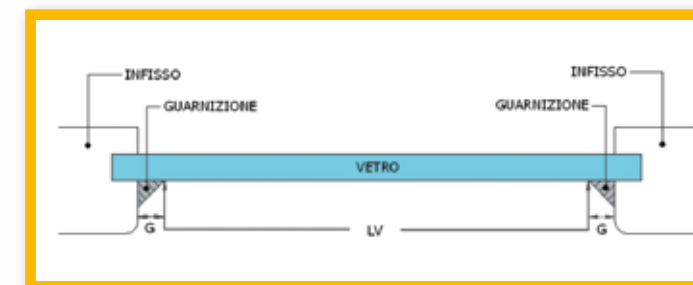 INFISSO
INFISSO
GUARNIZIONE
GUARNIZIONE
VETRO
G
LV
G